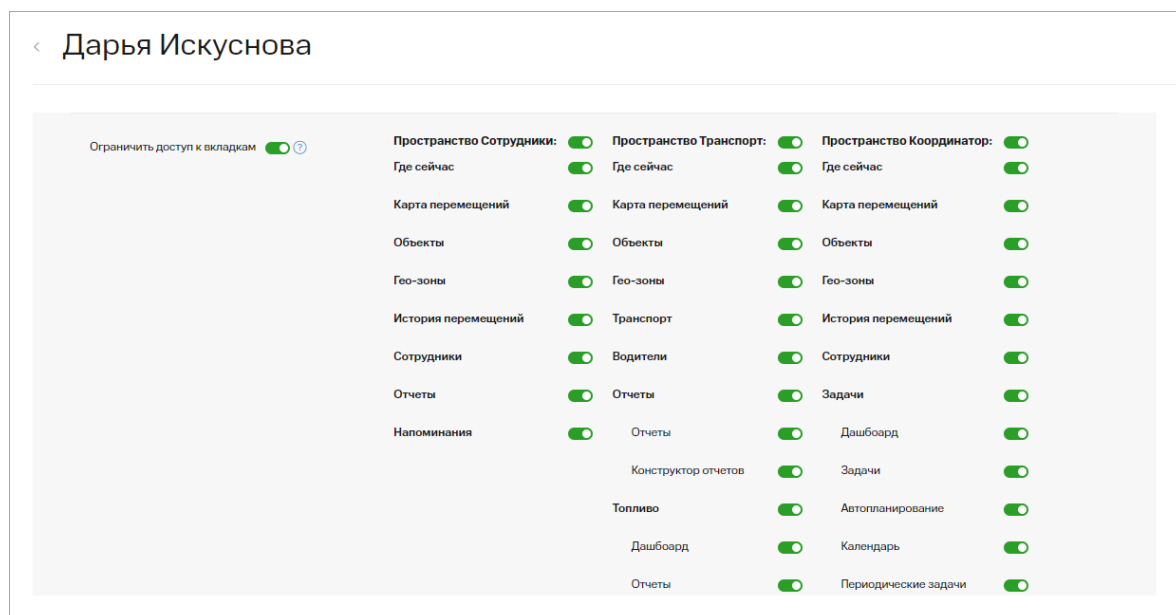 Дарья Искуснова
Ограничить доступ к вкладкам ?
Пространство Сотрудники: Пространство Транспорт: Пространство Координатор:
Где сейчас Где сейчас Где сейчас
Карта перемещений Карта перемещений Карта перемещений
Объекты Объекты Объекты
Гео-зоны Гео-зоны Гео-зоны
История перемещений Транспорт История перемещений
Сотрудники Водители Сотрудники
Отчеты Отчеты Задачи
Напоминания Отчеты Дашбоард
Конструктор отчетов Задачи
Топливо Автопланирование
Дашбоард Календарь
Отчеты Периодические задачи